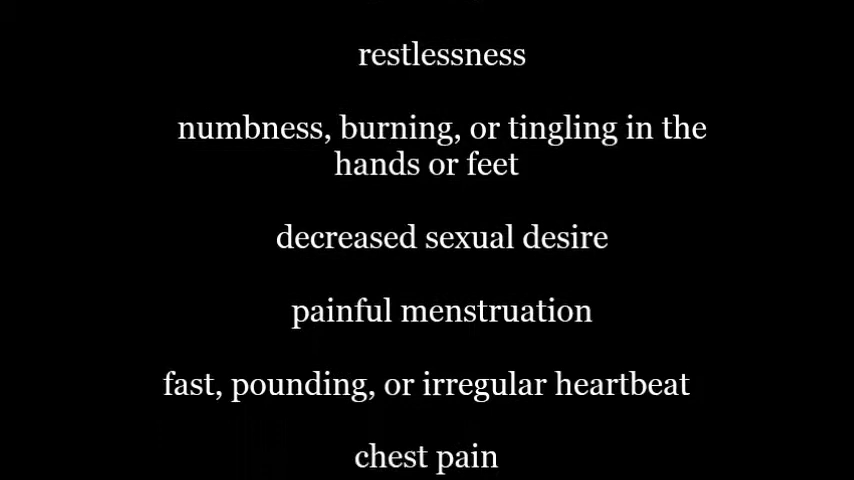 restlessness
numbness, burning, or tingling in the
hands or feet
decreased sexual desire
painful menstruation
fast, pounding, or irregular heartbeat
chest pain